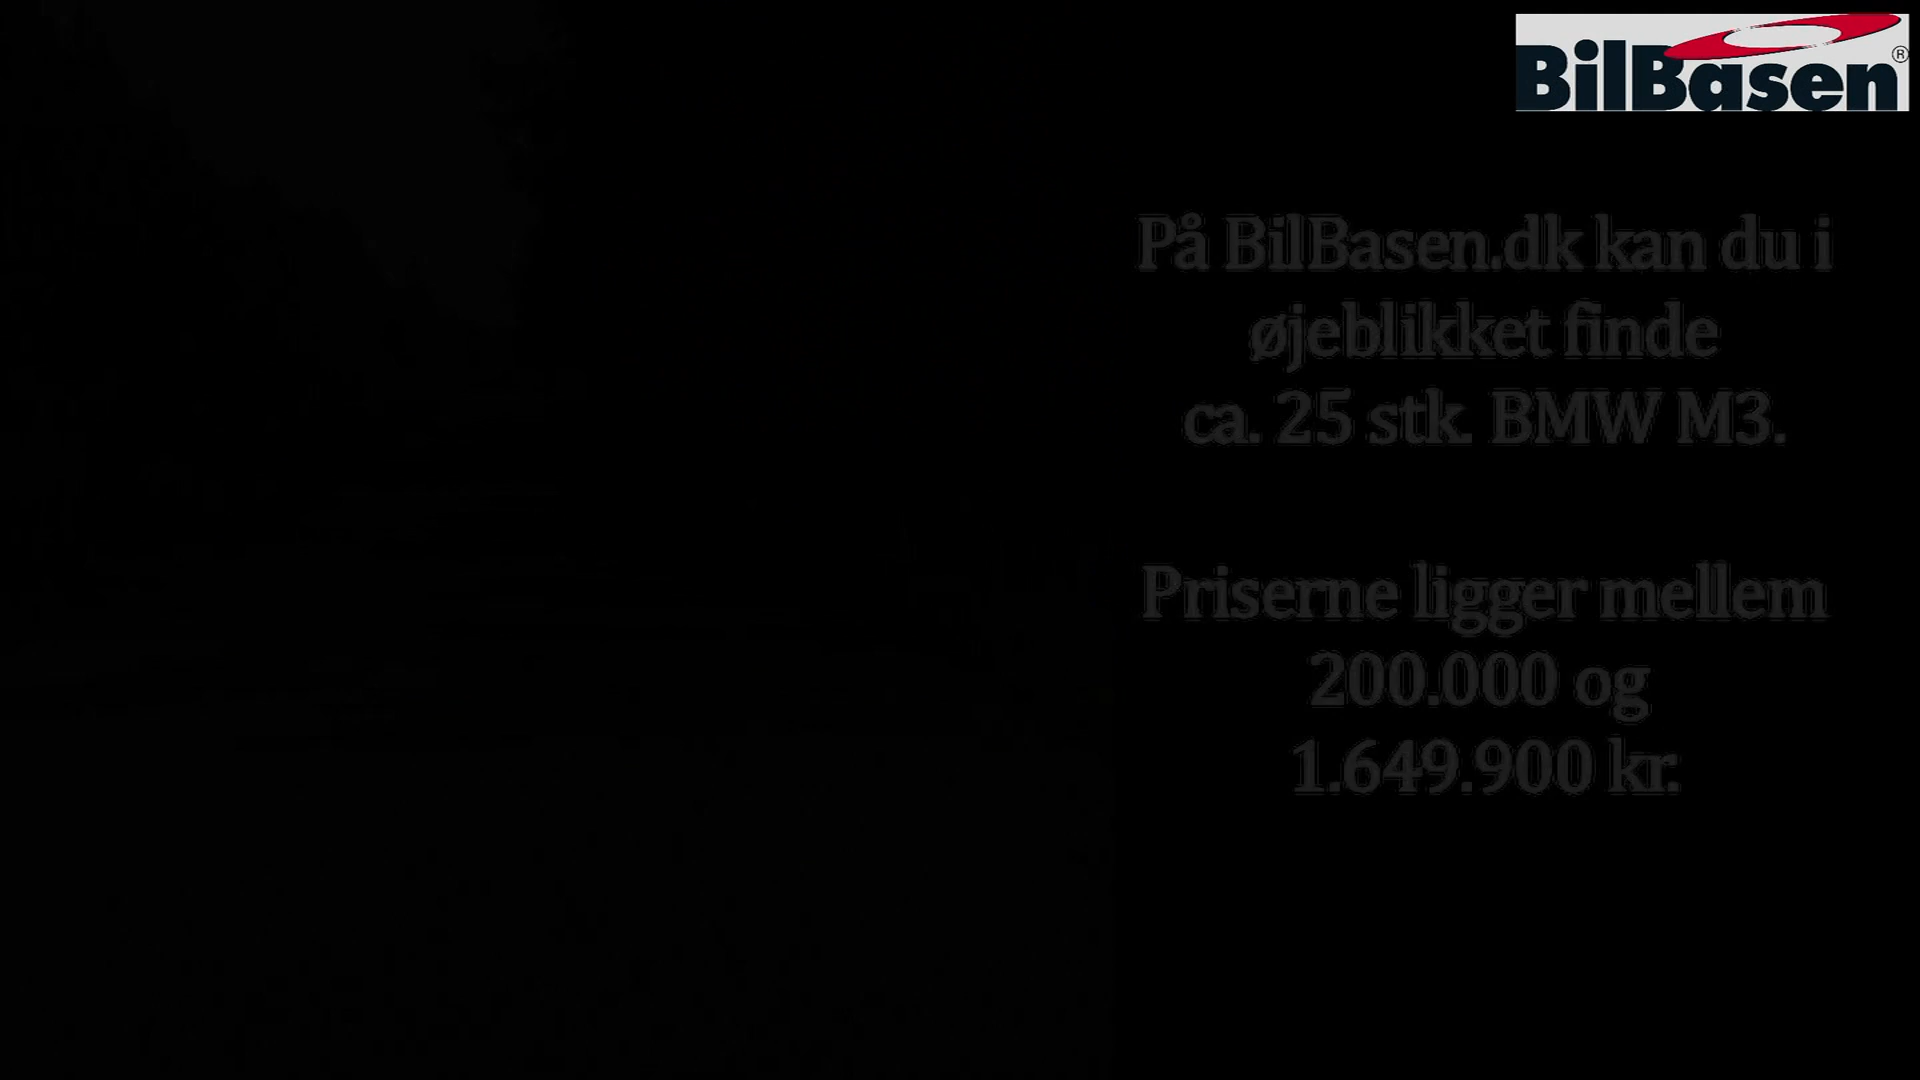 BilBasen®
På BilBasen.dk kan du i
øjeblikket finde
ca. 25 stk. BMW M3.
Priserne ligger mellem
200.000 og
1.649.900 kr.